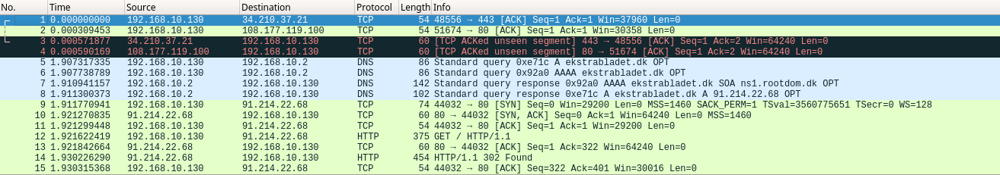 No. Time Source Destination Protocol Length Info
1 0.000000000 192.168.10.130 34.210.37.21 TCP 54 48556 → 443 [ACK] Seq=1 Ack=1 Win=37960 Len=0
2 0.000309453 192.168.10.130 108.177.119.100 TCP 54 51674 → 80 [ACK] Seq=1 Ack=1 Win=30358 Len=0
3 0.000571877 34.210.37.21 192.168.10.130 TCP 60 [TCP ACKed unseen segment] 443 → 48556 [ACK] Seq=1 Ack=2 Win=64240 Len=0
4 0.000590169 108.177.119.100 192.168.10.130 TCP 60 [TCP ACKed unseen segment] 80 → 51674 [ACK] Seq=1 Ack=2 Win=64240 Len=0
5 1.907317335 192.168.10.130 192.168.10.2 DNS 86 Standard query 0xe71c A ekstrabladet.dk OPT
6 1.907738789 192.168.10.130 192.168.10.2 DNS 86 Standard query 0x92a0 AAAA ekstrabladet.dk OPT
7 1.910941157 192.168.10.2 192.168.10.130 DNS 142 Standard query response 0x92a0 AAAA ekstrabladet.dk SOA ns1.rootdom.dk OPT
8 1.911300373 192.168.10.2 192.168.10.130 DNS 102 Standard query response 0xe71c A ekstrabladet.dk A 91.214.22.68 OPT
9 1.911770941 192.168.10.130 91.214.22.68 TCP 74 44032 → 80 [SYN] Seq=0 Win=29200 Len=0 MSS=1460 SACK_PERM=1 TSval=3560775651 TSecr=0 WS=128
10 1.921270835 91.214.22.68 192.168.10.130 TCP 60 80 → 44032 [SYN, ACK] Seq=0 Ack=1 Win=64240 Len=0 MSS=1460
11 1.921299448 192.168.10.130 91.214.22.68 TCP 54 44032 → 80 [ACK] Seq=1 Ack=1 Win=29200 Len=0
12 1.921622419 192.168.10.130 91.214.22.68 HTTP 375 GET / HTTP/1.1
13 1.921842664 91.214.22.68 192.168.10.130 TCP 60 80 → 44032 [ACK] Seq=1 Ack=322 Win=64240 Len=0
14 1.930226290 91.214.22.68 192.168.10.130 HTTP 454 HTTP/1.1 302 Found
15 1.930315368 192.168.10.130 91.214.22.68 TCP 54 44032 → 80 [ACK] Seq=322 Ack=401 Win=30016 Len=0